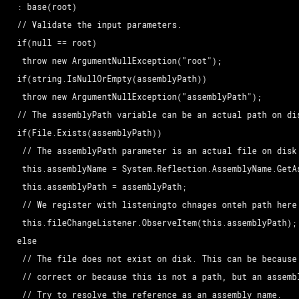 : base(root)
// Validate the input parameters.
if(null == root)
throw new ArgumentNullException("root");
if(string.IsNullOrEmpty(assemblyPath))
throw new ArgumentNullException("assemblyPath");
// The assemblyPath variable can be an actual path on dis
if(File.Exists(assemblyPath))
// The assemblyPath parameter is an actual file on disk
this.assemblyName = System.Reflection.AssemblyName.GetAs
this.assemblyPath = assemblyPath;
// We register with listeningto chnages onteh path here
this.fileChangeListener.ObserveItem(this.assemblyPath);
else
// The file does not exist on disk. This can be because
// correct or because this is not a path, but an assembl
// Try to resolve the reference as an assembly name.